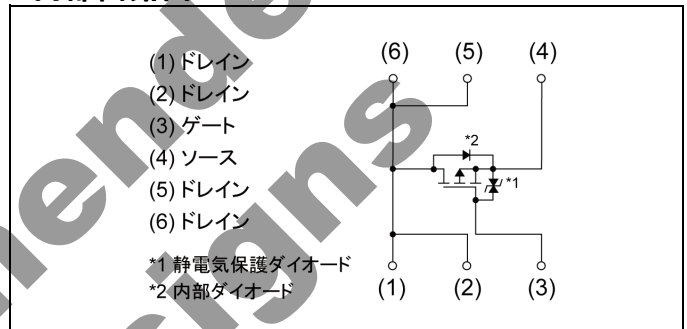 (1) ドレイン
(2) ドレイン
(3) ゲート
(4) ソース
(5) ドレイン
(6) ドレイン
*1 静電気保護ダイオード
*2 内部ダイオード
(6) (5) (4)
*2
*1
(1) (2) (3)